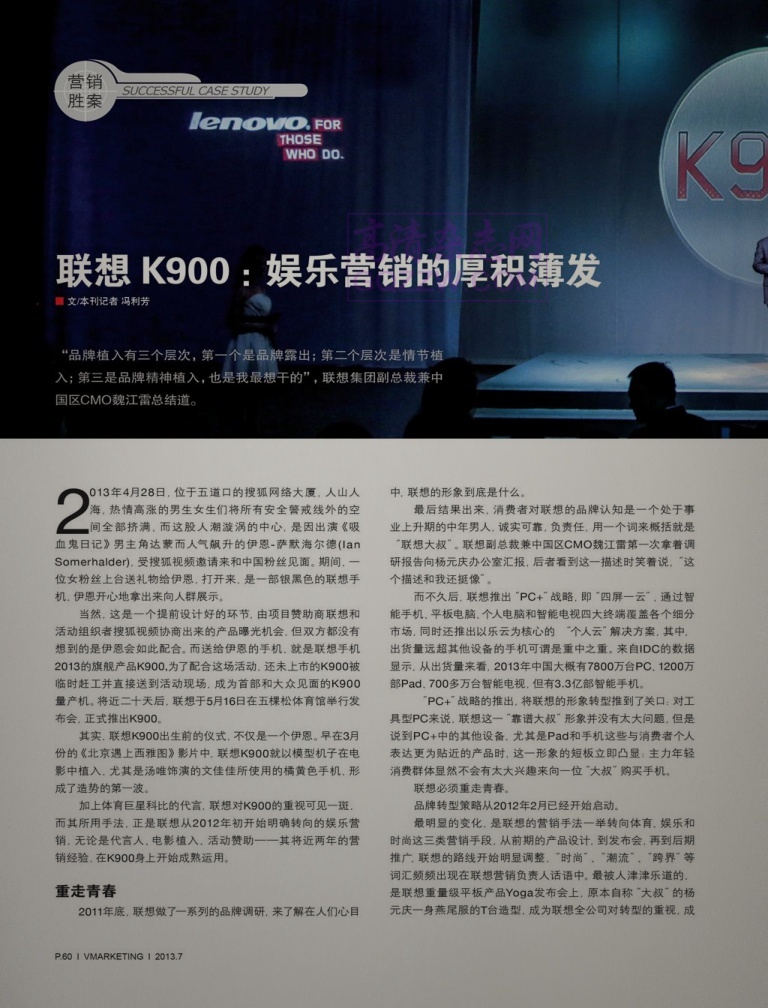 营销
胜案
SUCCESSFUL CASE STUDY
lenovo. FOR
THOSE
WHO DO.
K9
高清杂志网
联想 K900：娱乐营销的厚积薄发
文/本刊记者 冯利芳
“品牌植入有三个层次，第一个是品牌露出；第二个层次是情节植
入；第三是品牌精神植入，也是我最想干的”，联想集团副总裁兼中
国区CMO魏江雷总结道。
2013年4月28日，位于五道口的搜狐网络大厦，人山人
海，热情高涨的男生女生们将所有安全警戒线外的空
间全部挤满，而这股人潮漩涡的中心，是因出演《吸
血鬼日记》男主角达蒙而人气飙升的伊恩-萨默海尔德(Ian
Somerhalder)，受搜狐视频邀请来和中国粉丝见面。期间，一
位女粉丝上台送礼物给伊恩，打开来，是一部银黑色的联想手
机，伊恩开心地拿出来向人群展示。
当然，这是一个提前设计好的环节，由项目赞助商联想和
活动组织者搜狐视频协商出来的产品曝光机会，但双方都没有
想到的是伊恩会如此配合。而送给伊恩的手机，就是联想手机
2013的旗舰产品K900,为了配合这场活动，还未上市的K900被
临时赶工并直接送到活动现场，成为首部和大众见面的K900
量产机。将近二十天后，联想于5月16日在五棵松体育馆举行发
布会，正式推出K900。
其实，联想K900出生前的仪式，不仅是一个伊恩。早在3月
份的《北京遇上西雅图》影片中，联想K900就以模型机子在电
影中植入，尤其是汤唯饰演的文佳佳所使用的橘黄色手机，形
成了造势的第一波。
加上体育巨星科比的代言，联想对K900的重视可见一斑，
而其所用手法，正是联想从2012年初开始明确转向的娱乐营
销，无论是代言人、电影植入，活动赞助——其将近两年的营
销经验，在K900身上开始成熟运用。
重走青春
2011年底，联想做了一系列的品牌调研，来了解在人们心目
中，联想的形象到底是什么。
最后结果出来，消费者对联想的品牌认知是一个处于事
业上升期的中年男人，诚实可靠，负责任，用一个词来概括就是
“联想大叔”。联想副总裁兼中国区CMO魏江雷第一次拿着调
研报告向杨元庆办公室汇报，后者看到这一描述时笑着说，“这
个描述和我还挺像”。
而不久后，联想推出“PC+”战略，即“四屏一云”，通过智
能手机、平板电脑、个人电脑和智能电视四大终端覆盖各个细分
市场，同时还推出以乐云为核心的 “个人云”解决方案，其中，
出货量远超其他设备的手机可谓是重中之重。来自IDC的数据
显示，从出货量来看，2013年中国大概有7800万台PC、1200万
部Pad、700多万台智能电视，但有3.3亿部智能手机。
“PC+”战略的推出，将联想的形象转型推到了关口：对工
具型PC来说，联想这一“靠谱大叔”形象并没有太大问题，但是
说到PC+中的其他设备，尤其是Pad和手机这些与消费者个人
表达更为贴近的产品时，这一形象的短板立即凸显：主力年轻
消费群体显然不会有太大兴趣来向一位“大叔”购买手机。
联想必须重走青春。
品牌转型策略从2012年2月已经开始启动。
最明显的变化，是联想的营销手法一举转向体育、娱乐和
时尚这三类营销手段，从前期的产品设计，到发布会，再到后期
推广，联想的路线开始明显调整，“时尚”、“潮流”、“跨界”等
词汇频频出现在联想营销负责人话语中。最被人津津乐道的，
是联想重量级平板产品Yoga发布会上，原本自称“大叔”的杨
元庆一身燕尾服的T台造型，成为联想全公司对转型的重视，成
P.60 I VMARKETING I 2013.7